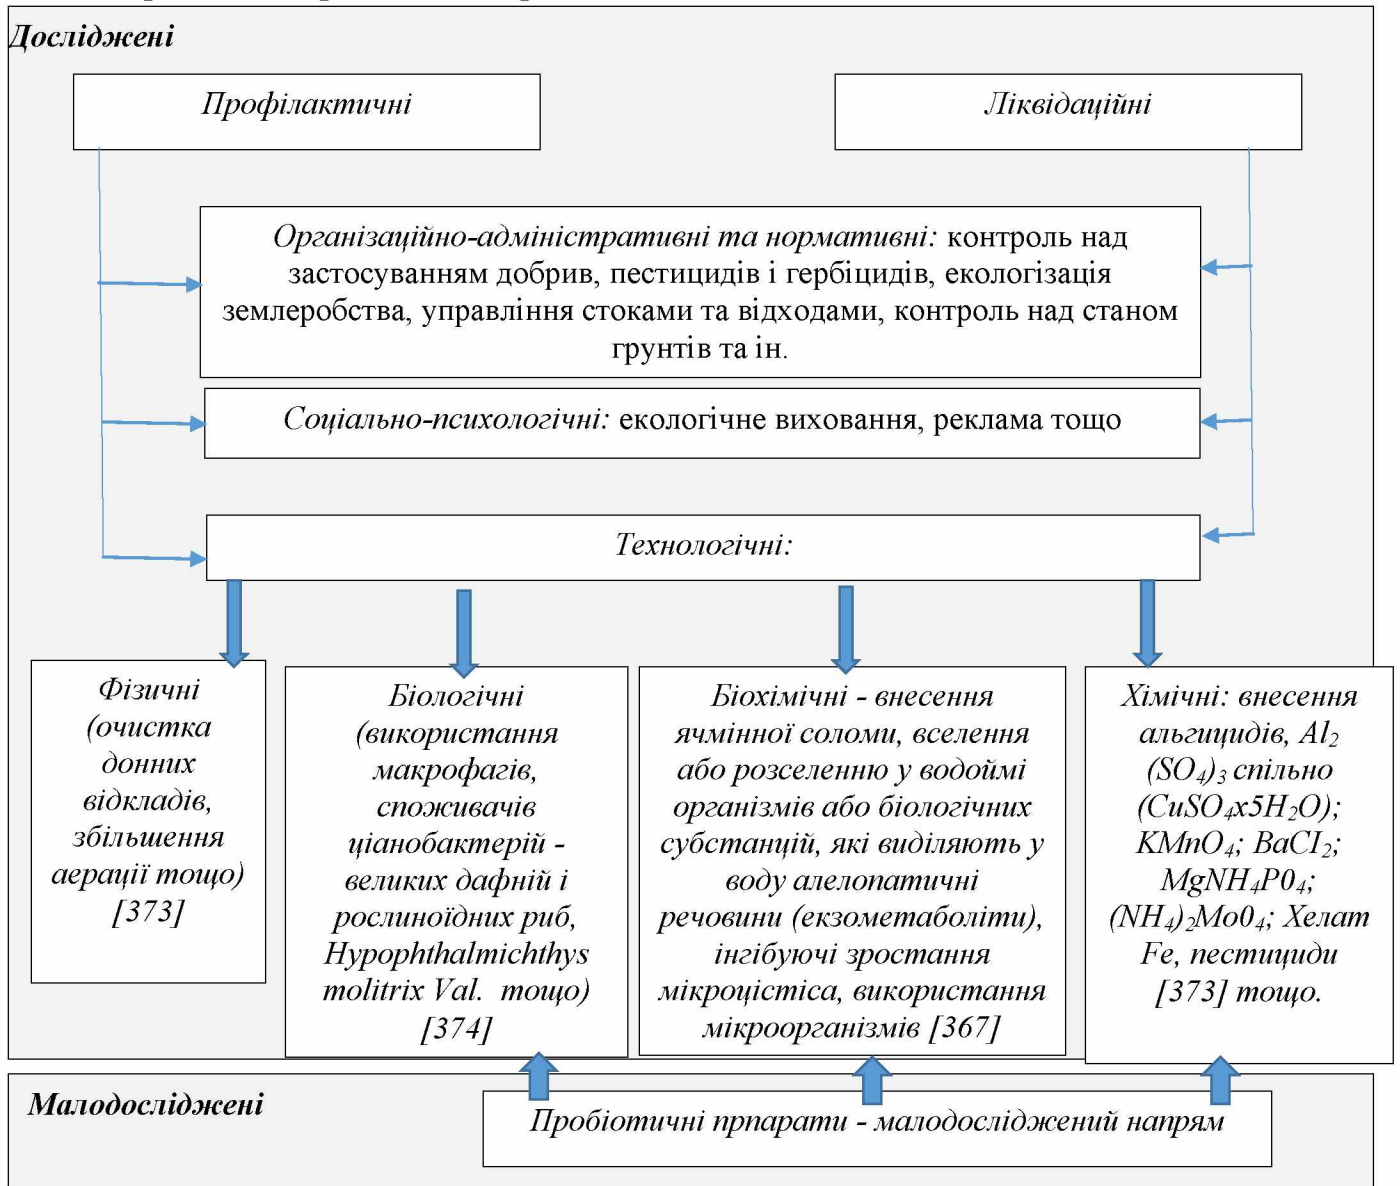 Досліджені
Профілактичні
Ліквідаційні
Організаційно-адміністративні та нормативні: контроль над
застосуванням добрив, пестицидів і гербіцидів, екологізація
землеробства, управління стоками та відходами, контроль над станом
грунтів та ін.
Соціально-психологічні: екологічне виховання, реклама тощо
Технологічні:
Фізичні
(очистка
донних
відкладів,
збільшення
аерації тощо)
[373]
Біологічні
(використання
макрофагів,
споживачів
ціанобактерій -
великих дафній і
рослиноїдних риб,
Hypophthalmichthys
molitrix Val. тощо)
[374]
Біохімічні - внесення
ячмінної соломи, вселення
або розселенню у водоймі
організмів або біологічних
субстанцій, які виділяють у
воду алелопатичні
речовини (екзометаболіти),
інгібуючі зростання
мікроцістіса, використання
мікроорганізмів [367]
Хімічні: внесення
альгицидів, Al₂
(SO₄)₃ спільно
(CuSO₄x5H₂O);
KMnO₄; BaCI₂;
MgNH₄P0₄;
(NH₄)₂Mo0₄; Хелат
Fe, пестициди
[373] тощо.
Малодосліджені
Пробіотичні прпарати - малодосліджений напрям